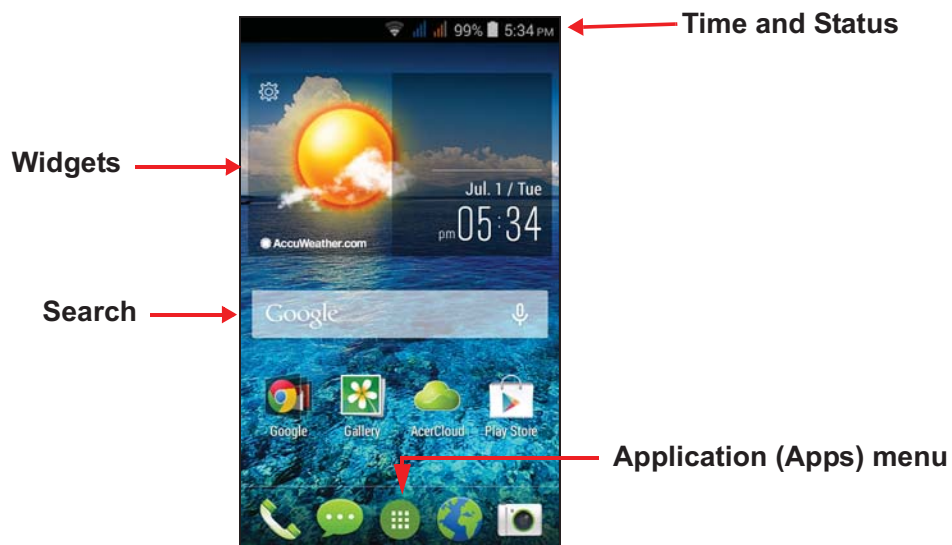 99% 5:34 PM
Time and Status
Widgets
Jul. 1 / Tue
pm 05:34
AccuWeather.com
Search
Google
Google
Gallery
AcerCloud
Play Store
Application (Apps) menu